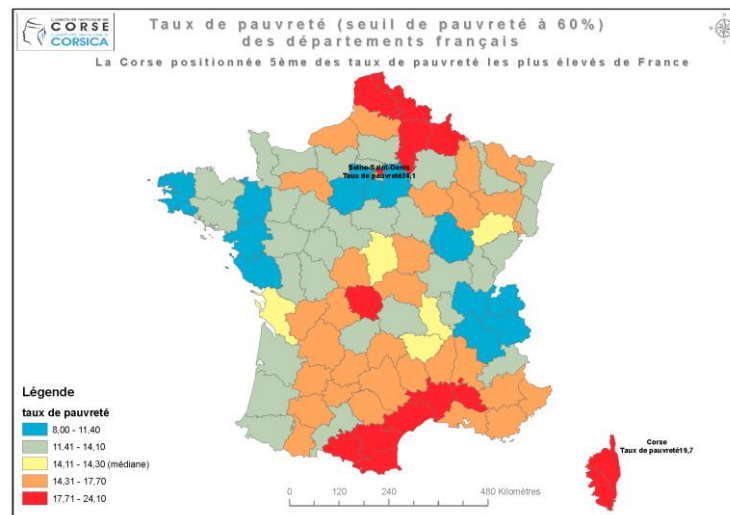 CORSE
CORSICA
Taux de pauvreté (seuil de pauvreté à 60%)
des départements français
La Corse positionnée 5ème des taux de pauvreté les plus élevés de France
Seine-Saint-Denis
Taux de pauvreté24,1
Corse
Taux de pauvreté19,7
Légende
taux de pauvreté
8,00 - 11,40
11,41 - 14,10
14,11 - 14,30 (médiane)
14,31 - 17,70
17,71 - 24,10
0 120 240 480 Kilomètres